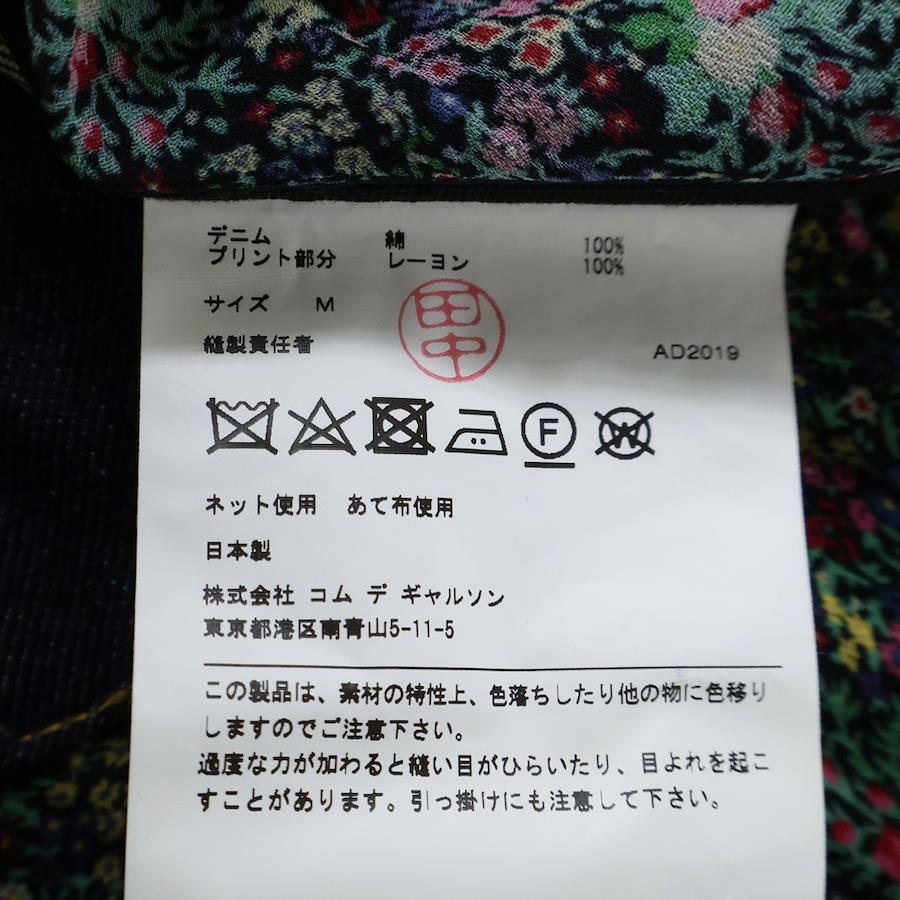 デニム 綿 100%
プリント部分 レーヨン 100%
サイズ M
田中
縫製責任者 AD2019
F
W
ネット使用 あて布使用
日本製
株式会社 コム デ ギャルソン
東京都港区南青山5-11-5
この製品は、素材の特性上、色落ちしたり他の物に色移り
しますのでご注意下さい。
過度な力が加わると縫い目がひらいたり、目よれを起こ
すことがあります。引っ掛けにも注意して下さい。